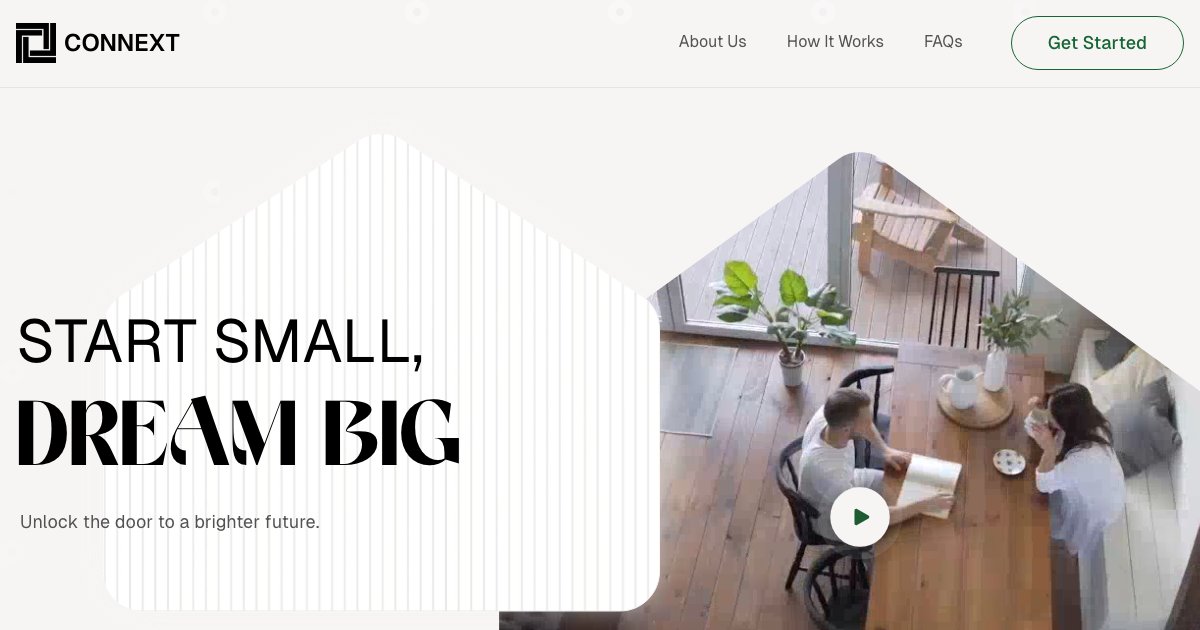 CONNEXT
About Us
How It Works
FAQs
Get Started
START SMALL,
DREAM BIG
Unlock the door to a brighter future.